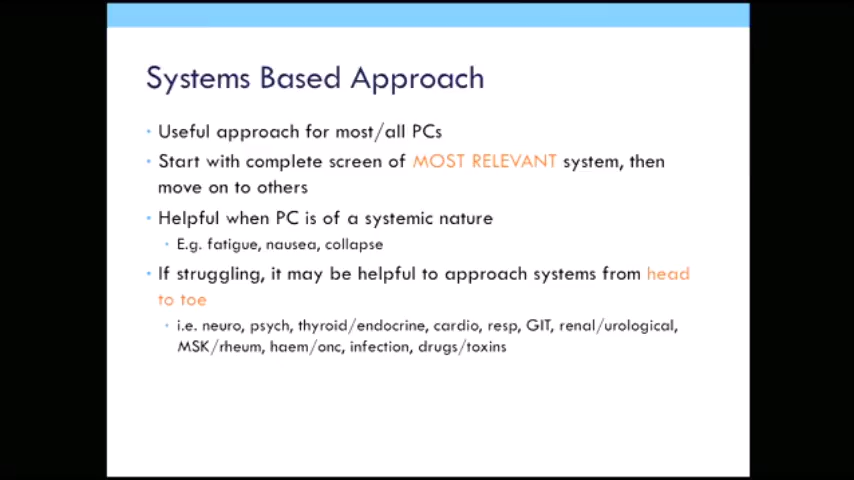 Systems Based Approach
• Useful approach for most/all PCs
• Start with complete screen of MOST RELEVANT system, then
move on to others
• Helpful when PC is of a systemic nature
• E.g. fatigue, nausea, collapse
• If struggling, it may be helpful to approach systems from head
to toe
• i.e. neuro, psych, thyroid/endocrine, cardio, resp, GIT, renal/urological,
MSK/rheum, haem/onc, infection, drugs/toxins